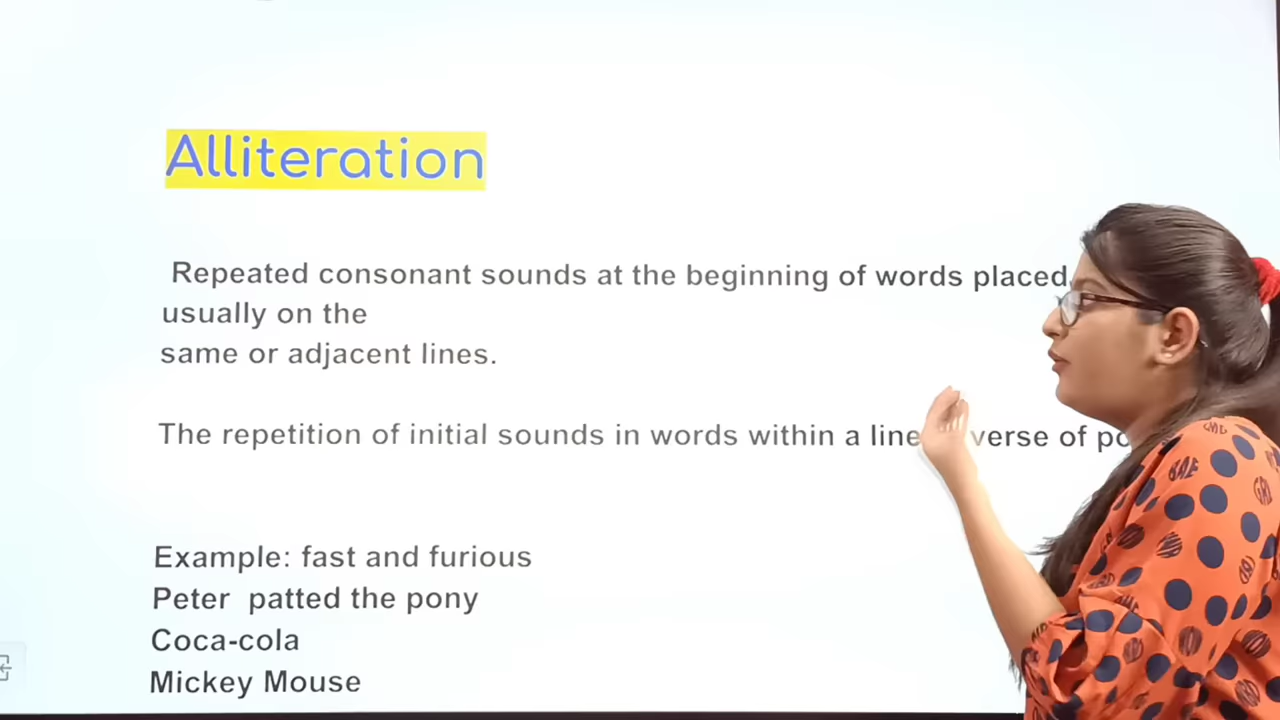 Alliteration
Repeated consonant sounds at the beginning of words placed
usually on the
same or adjacent lines.
The repetition of initial sounds in words within a line verse of
Example: fast and furious
Peter patted the pony
Coca-cola
Mickey Mouse